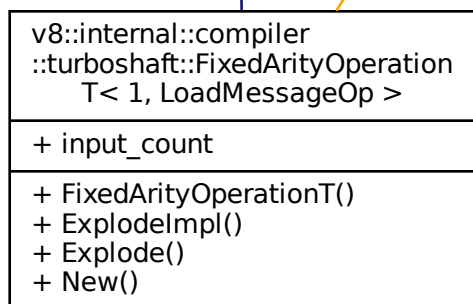 v8::internal::compiler
::turboshaft::FixedArityOperation
T< 1, LoadMessageOp >
+ input_count
+ FixedArityOperationT()
+ ExplodeImpl()
+ Explode()
+ New()